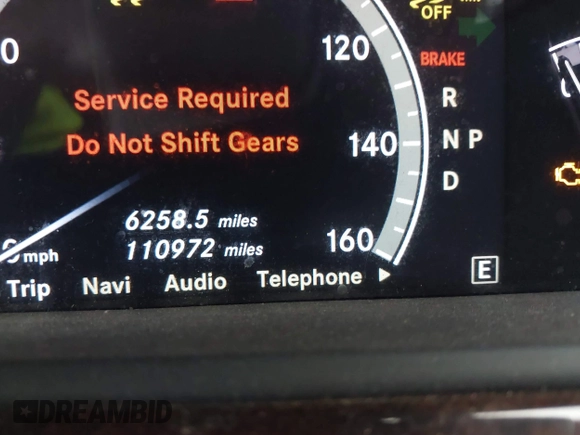 OFF
120
BRAKE
Service Required
R
Do Not Shift Gears
140
N P
D
6258.5 miles
110972 miles
160
mph
Trip Navi Audio Telephone
E
DREAMBID